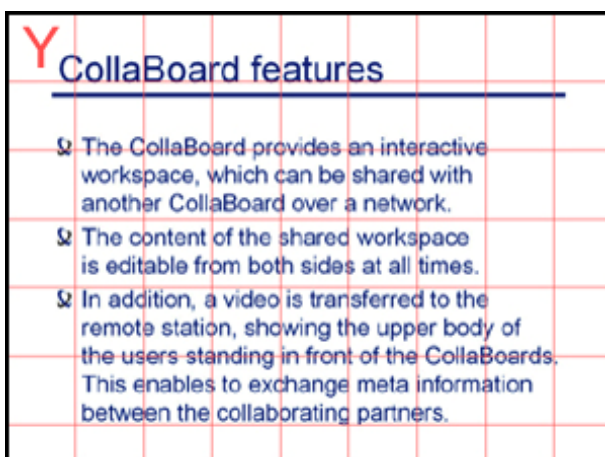 Y
CollaBoard features
The CollaBoard provides an interactive
workspace, which can be shared with
another CollaBoard over a network.
The content of the shared workspace
is editable from both sides at all times.
In addition, a video is transferred to the
remote station, showing the upper body of
the users standing in front of the CollaBoards.
This enables to exchange meta information
between the collaborating partners.